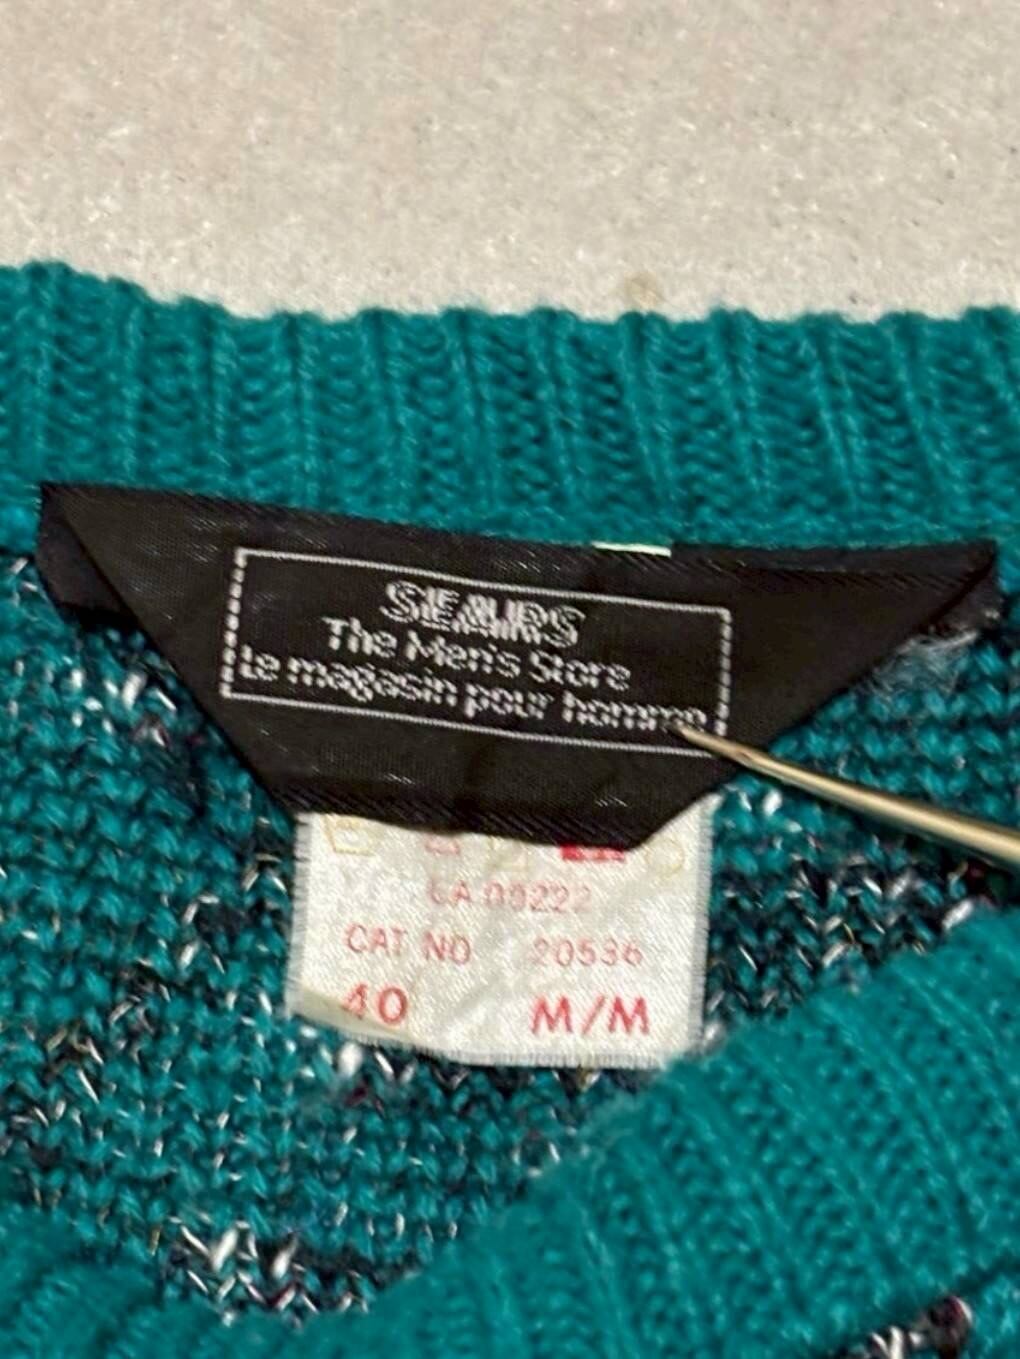 SEARS
The Men's Store
Le magasin pour homme
CA 00222
CAT NO 20536
40 M/M